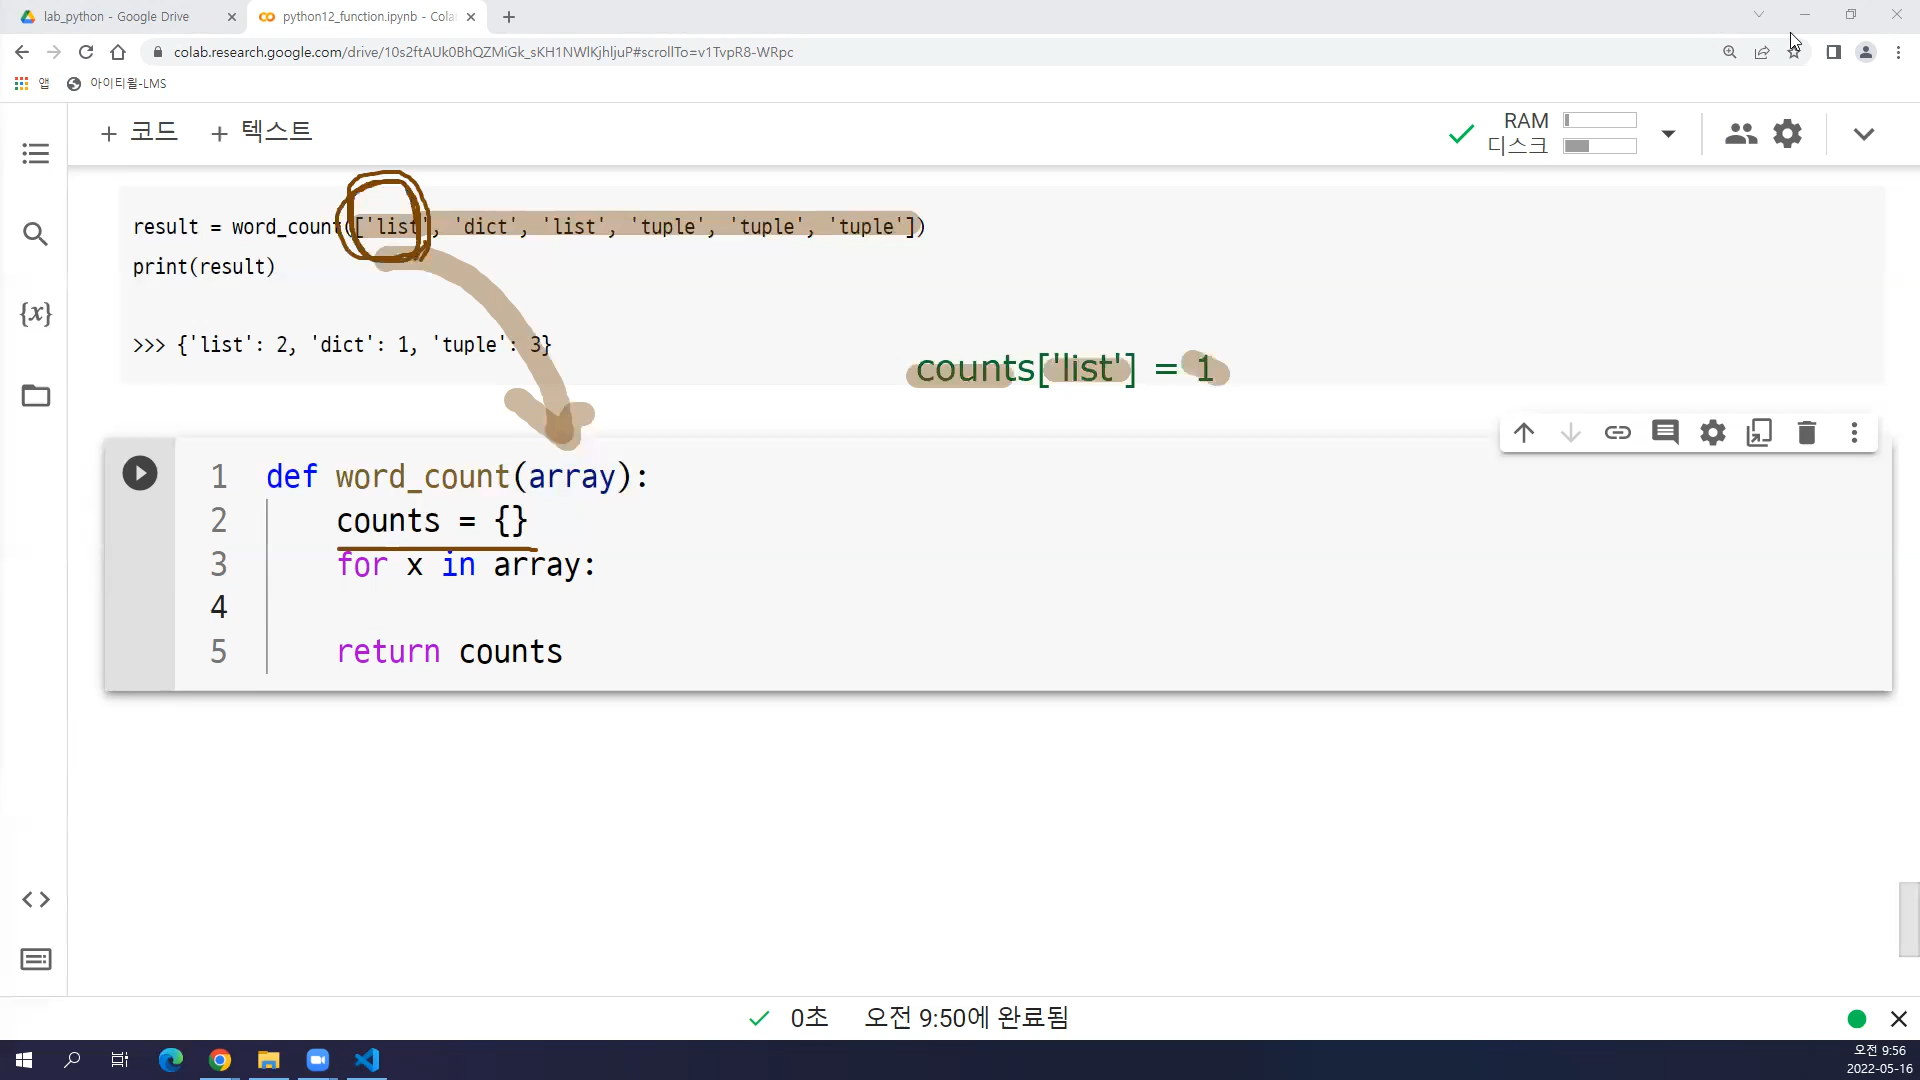 lab_python - Google Drive
python12_function.ipynb - Cola
colab.research.google.com/drive/10s2ftAUk0BhQZMiGk_sKH1NWlKjhljuP#scrollTo=v1TvpR8-WRpc
앱
아이티윌-LMS
+ 코드 + 텍스트
RAM
디스크
{x}
result = word_count(['list', 'dict', 'list', 'tuple', 'tuple', 'tuple'])
print(result)
>>> {'list': 2, 'dict': 1, 'tuple': 3}
counts['list'] = 1
1 def word_count(array):
2 counts = {}
3 for x in array:
4
5 return counts
0초 오전 9:50에 완료됨
오전 9:56
2022-05-16